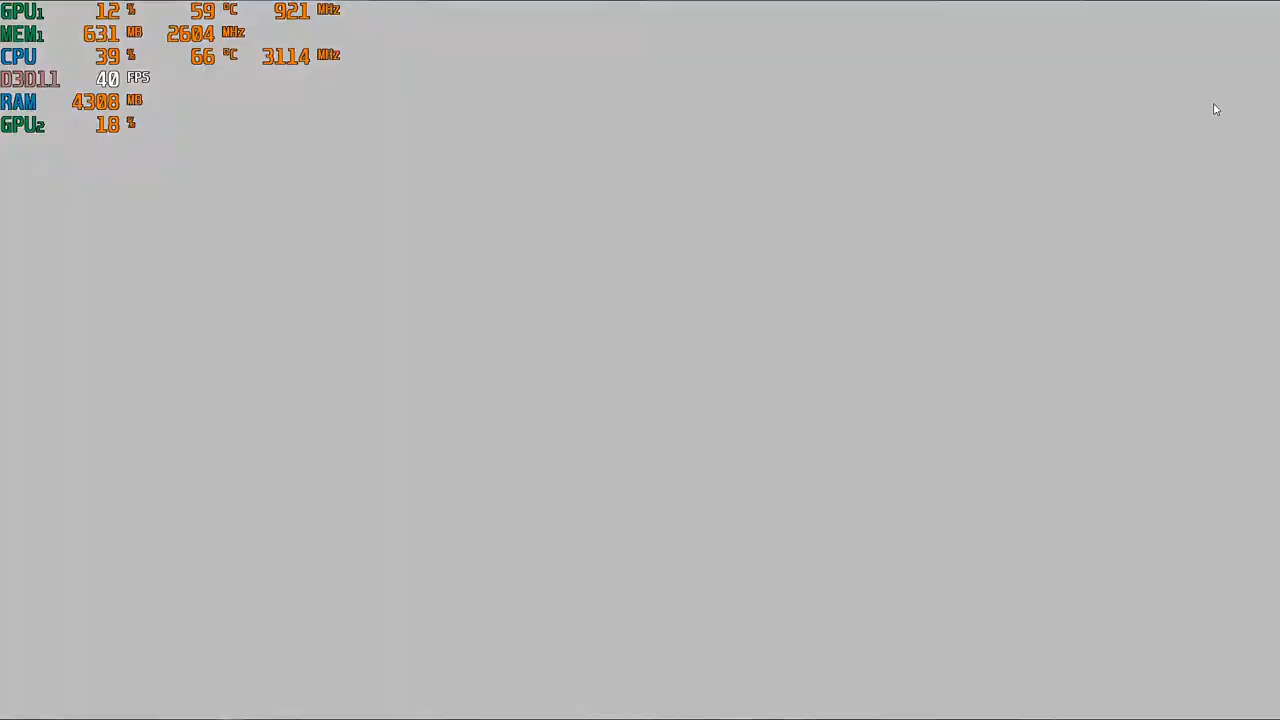 GPU1 12 % 59 °C 921 MHz
MEM1 631 MB 2604 MHz
CPU 39 % 66 °C 3114 MHz
D3D11 40 FPS
RAM 4308 MB
GPU2 18 %